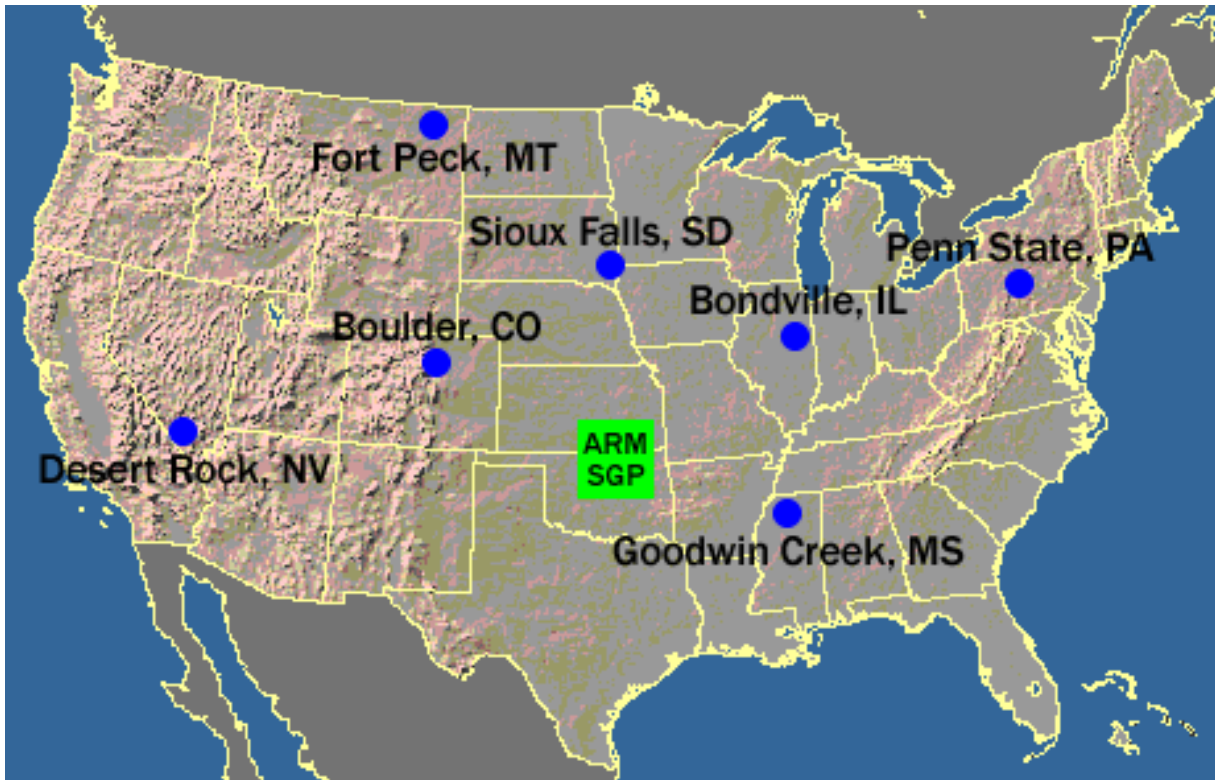 Fort Peck, MT
Sioux Falls, SD
Penn State, PA
Bondville, IL
Boulder, CO
ARM
SGP
Desert Rock, NV
Goodwin Creek, MS